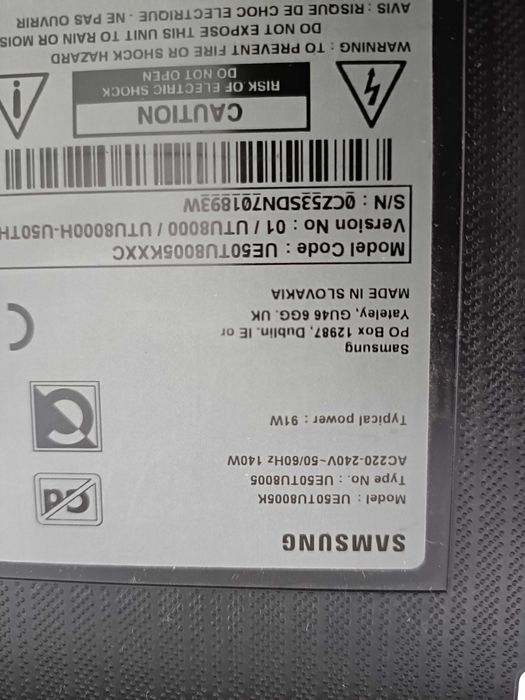 SAMSUNG
Model : UE50TU8005K
Type No. : UE50TU8005
AC220-240V~50/60Hz 140W
Typical power : 91W
Samsung
PO Box 12987, Dublin. IE or
Yateley, GU46 6GG. UK
MADE IN SLOVAKIA
Model Code : UE50TU8005KXXC
Version No : 01 / UTU8000 / UTU8000H-U50TH
S/N : 0CZ53SDN701893W
CAUTION
RISK OF ELECTRIC SHOCK
DO NOT OPEN
WARNING : TO PREVENT FIRE OR SHOCK HAZARD
DO NOT EXPOSE THIS UNIT TO RAIN OR MOIS
AVIS : RISQUE DE CHOC ELECTRIQUE - NE PAS OUVRIR